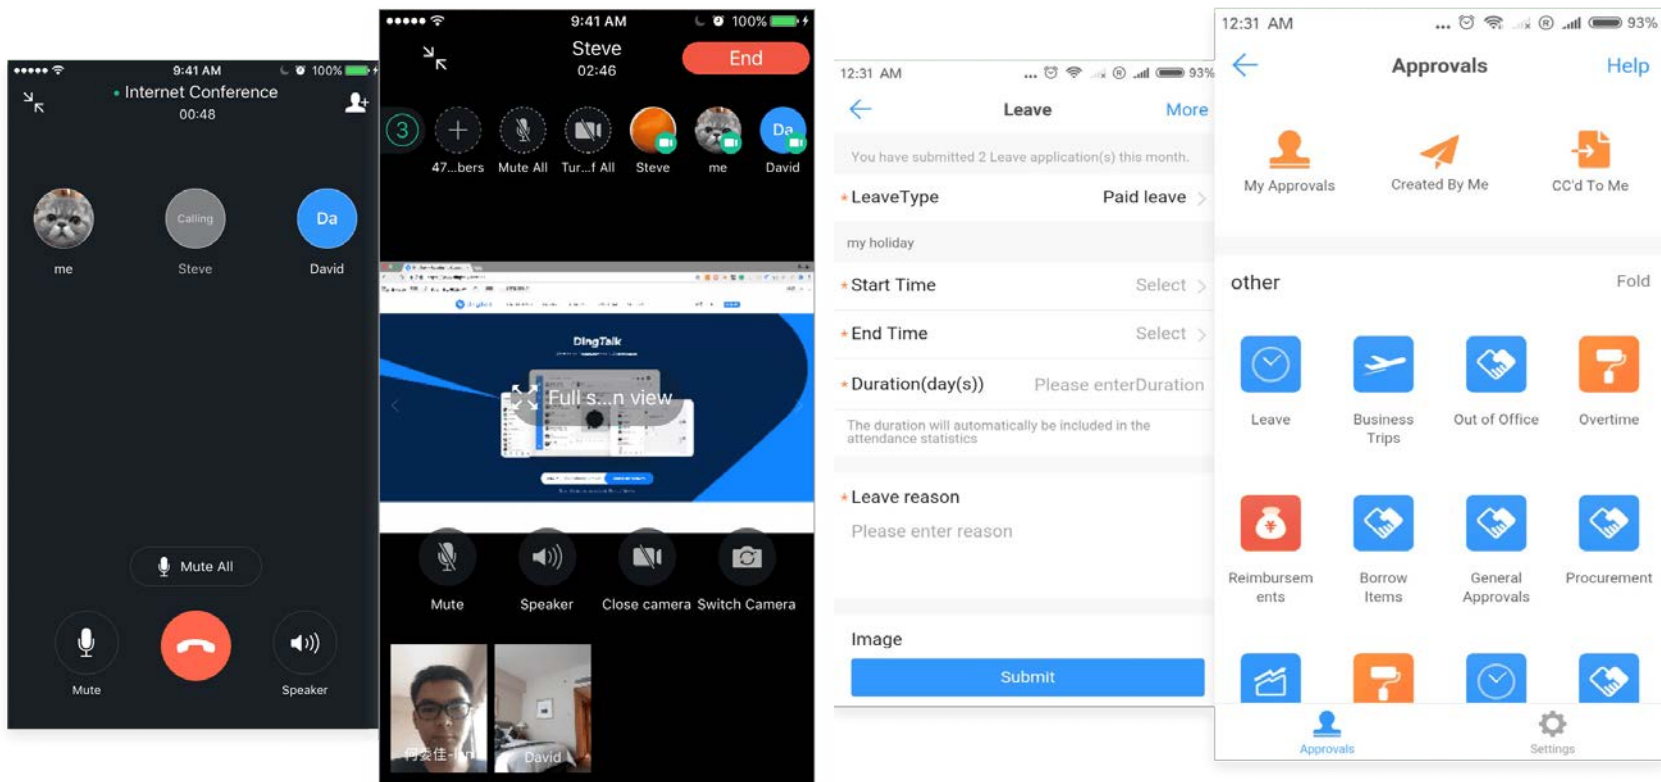 9:41 AM
100%
Internet Conference
00:48
me
Calling
Steve
Da
David
Mute All
Mute
Speaker
9:41 AM
100%
Steve
02:46
End
3
47...bers
Mute All
Tur...f All
Steve
me
Da
David
DingTalk
Full s...n view
Mute
Speaker
Close camera
Switch Camera
David
12:31 AM
93%
Leave
More
You have submitted 2 Leave application(s) this month.
*LeaveType
Paid leave
my holiday
*Start Time
Select
*End Time
Select
*Duration(day(s))
Please enterDuration
The duration will automatically be included in the
attendance statistics
*Leave reason
Please enter reason
Image
Submit
12:31 AM
93%
Approvals
Help
My Approvals
Created By Me
CC'd To Me
other
Fold
Leave
Business
Trips
Out of Office
Overtime
Reimbursem
ents
Borrow
Items
General
Approvals
Procurement
Approvals
Settings